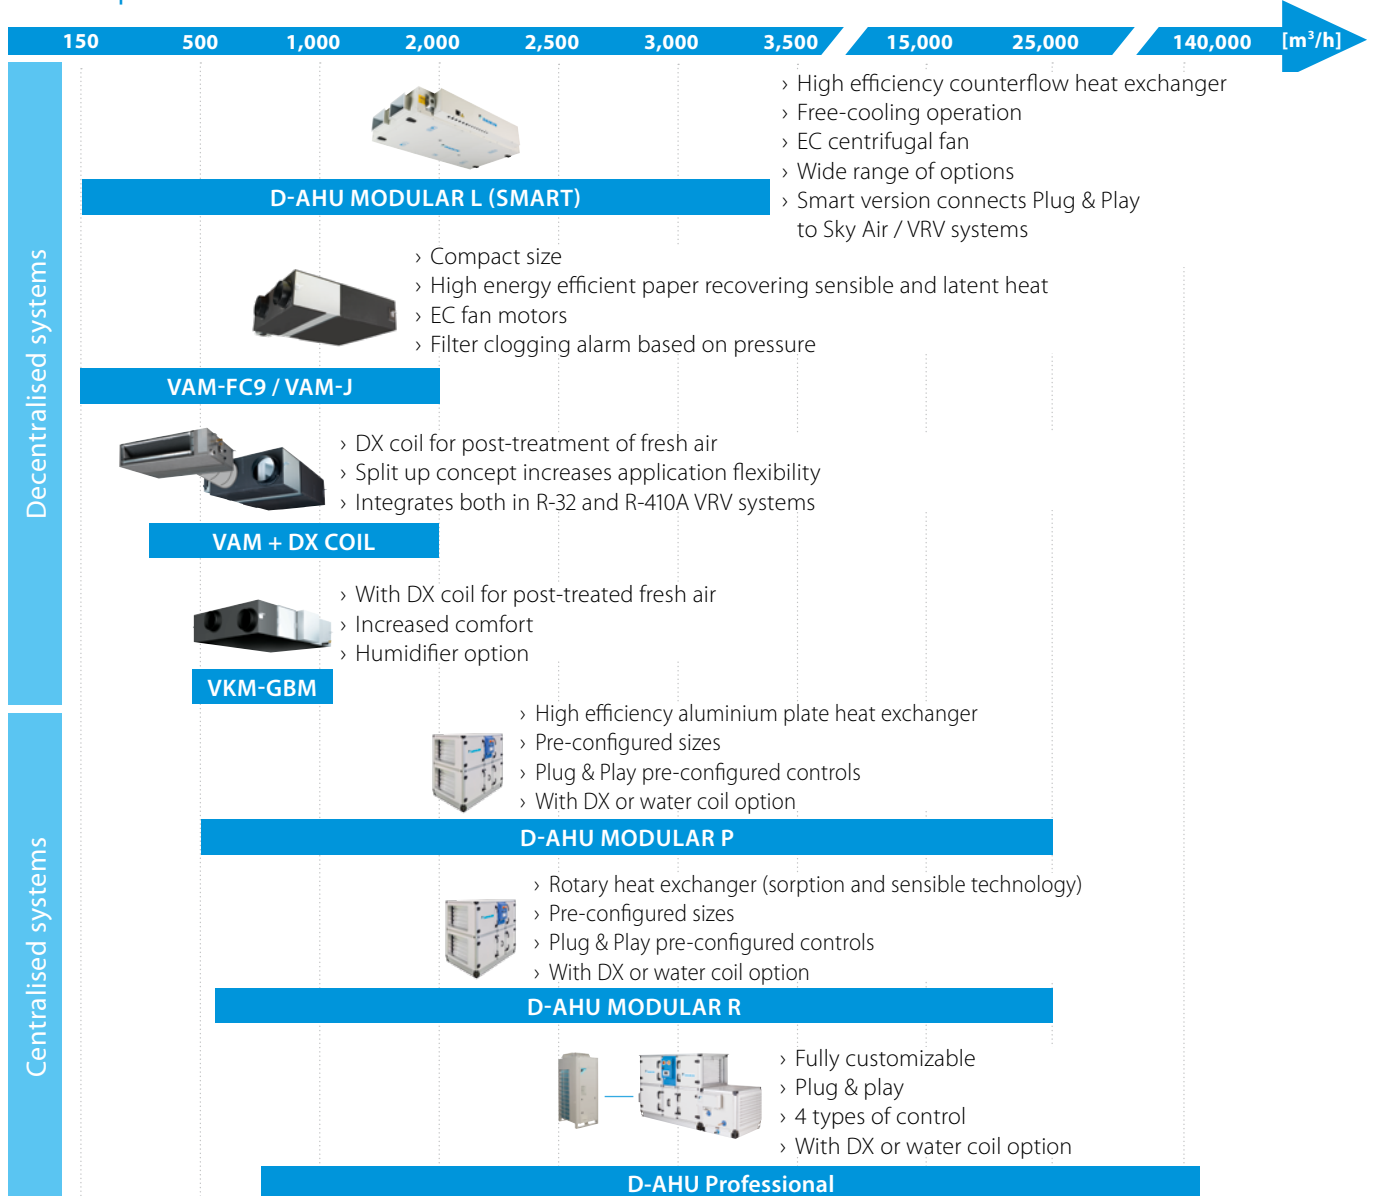 150 500 1,000 2,000 2,500 3,000 3,500 15,000 25,000 140,000 [m³/h]
Decentralised systems
› High efficiency counterflow heat exchanger
› Free-cooling operation
› EC centrifugal fan
› Wide range of options
› Smart version connects Plug & Play
to Sky Air / VRV systems
D-AHU MODULAR L (SMART)
› Compact size
› High energy efficient paper recovering sensible and latent heat
› EC fan motors
› Filter clogging alarm based on pressure
VAM-FC9 / VAM-J
› DX coil for post-treatment of fresh air
› Split up concept increases application flexibility
› Integrates both in R-32 and R-410A VRV systems
VAM + DX COIL
› With DX coil for post-treated fresh air
› Increased comfort
› Humidifier option
VKM-GBM
Centralised systems
› High efficiency aluminium plate heat exchanger
› Pre-configured sizes
› Plug & Play pre-configured controls
› With DX or water coil option
D-AHU MODULAR P
› Rotary heat exchanger (sorption and sensible technology)
› Pre-configured sizes
› Plug & Play pre-configured controls
› With DX or water coil option
D-AHU MODULAR R
› Fully customizable
› Plug & play
› 4 types of control
› With DX or water coil option
D-AHU Professional